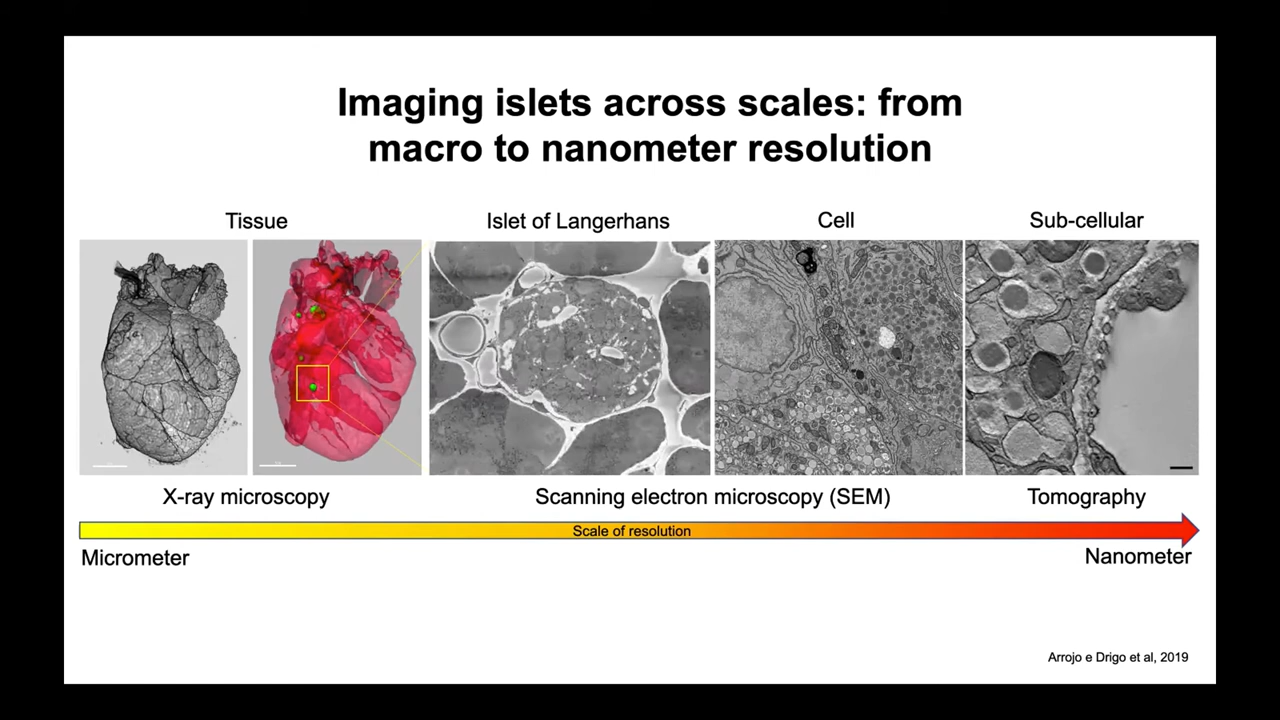 Imaging islets across scales: from
macro to nanometer resolution
Tissue
Islet of Langerhans
Cell
Sub-cellular
X-ray microscopy
Scanning electron microscopy (SEM)
Tomography
Scale of resolution
Micrometer
Nanometer
Arrojo e Drigo et al, 2019